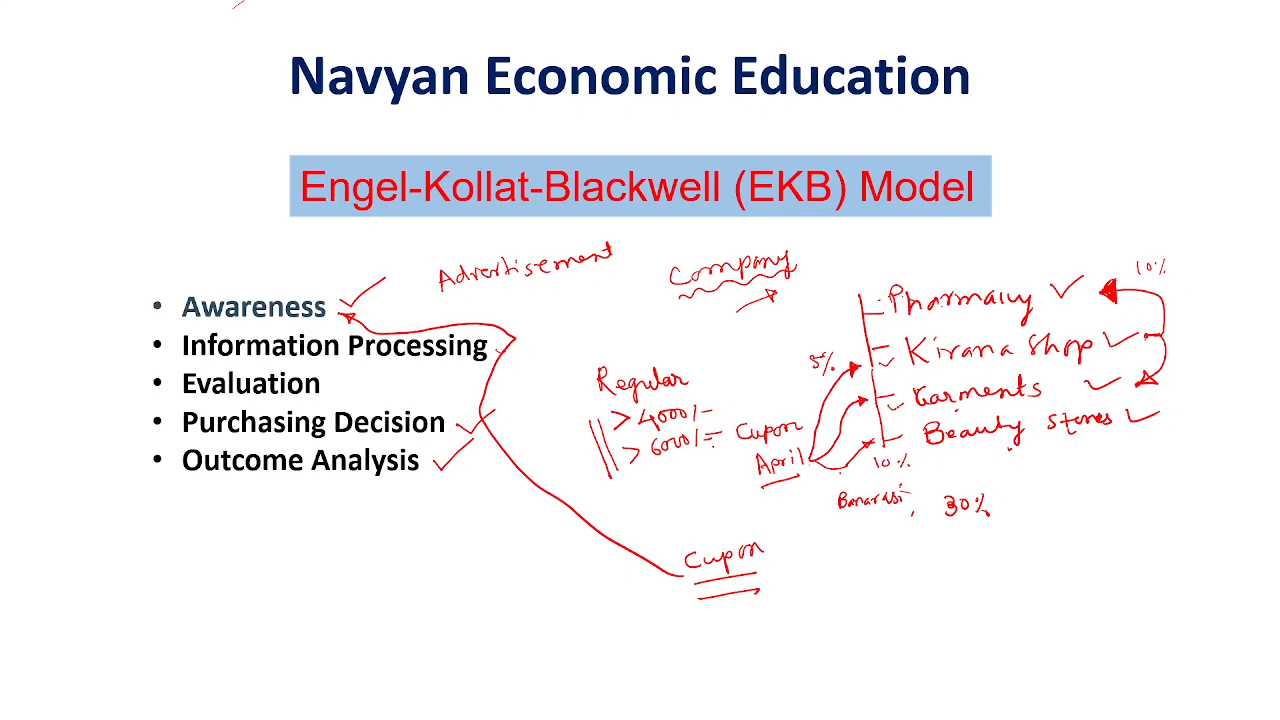 Navyan Economic Education
Engel-Kollat-Blackwell (EKB) Model
Advertisement
Company
• Awareness
• Information Processing
• Evaluation
• Purchasing Decision
• Outcome Analysis
10%
Pharmacy
Kirana Shop
5%
Garments
Beauty Stores
Regular
> 4000/-
> 6000/-
Cupon
April
10%
Banarasi
30%
Cupon